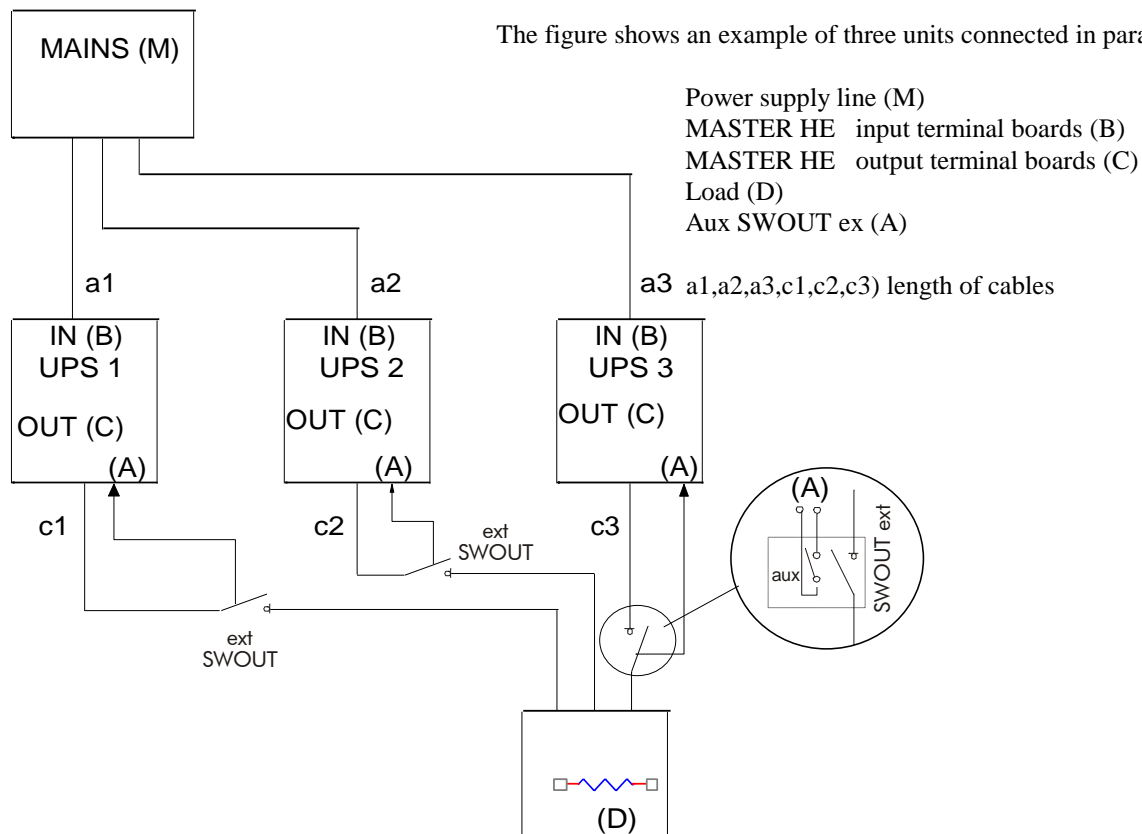 The figure shows an example of three units connected in para
MAINS (M)
Power supply line (M)
MASTER HE input terminal boards (B)
MASTER HE output terminal boards (C)
Load (D)
Aux SWOUT ex (A)
a1
a2
a3
a1,a2,a3,c1,c2,c3) length of cables
IN (B)
UPS 1
OUT (C)
(A)
IN (B)
UPS 2
OUT (C)
(A)
IN (B)
UPS 3
OUT (C)
(A)
c1
c2
c3
ext
SWOUT
ext
SWOUT
(A)
aux
SWOUT ext
(D)